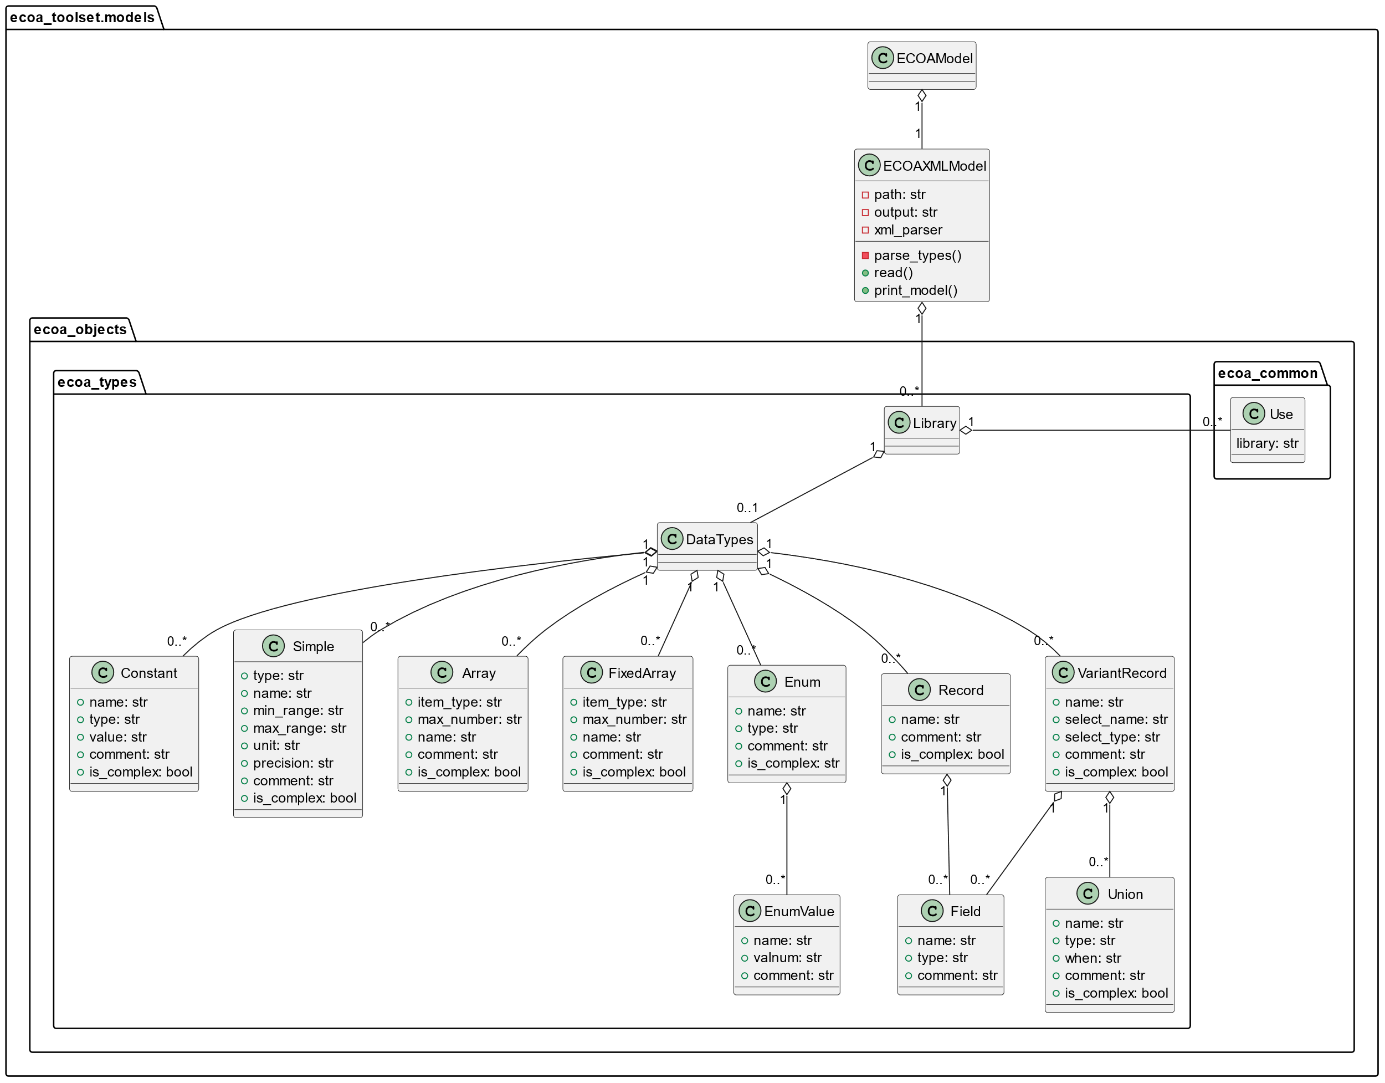 ecoa_toolset.models
C ECOAModel
1
1
C ECOAXMLModel
path: str
output: str
xml_parser
parse_types()
read()
print_model()
1
ecoa_objects
ecoa_types
ecoa_common
0..*
C Library
1
0..*
C Use
library: str
1
0..1
C DataTypes
1
1
1
1
1
1
1
0..*
0..*
0..*
0..*
0..*
0..*
0..*
C Constant
name: str
type: str
value: str
comment: str
is_complex: bool
C Simple
type: str
name: str
min_range: str
max_range: str
unit: str
precision: str
comment: str
is_complex: bool
C Array
item_type: str
max_number: str
name: str
comment: str
is_complex: bool
C FixedArray
item_type: str
max_number: str
name: str
comment: str
is_complex: bool
C Enum
name: str
type: str
comment: str
is_complex: str
C Record
name: str
comment: str
is_complex: bool
C VariantRecord
name: str
select_name: str
select_type: str
comment: str
is_complex: bool
1
1
1
1
0..*
0..*
0..*
0..*
C EnumValue
name: str
valnum: str
comment: str
C Field
name: str
type: str
comment: str
C Union
name: str
type: str
when: str
comment: str
is_complex: bool